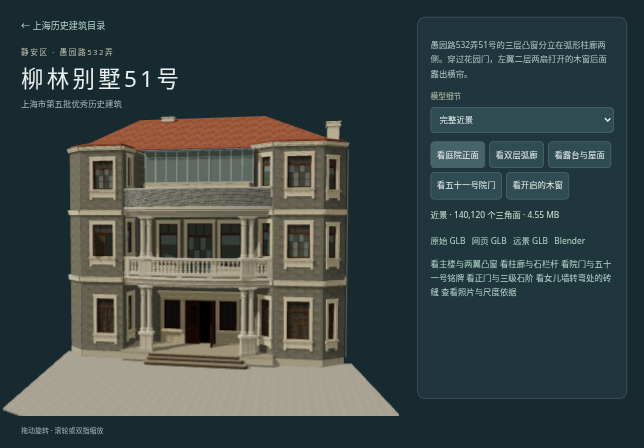 ← 上海历史建筑目录
静安区 · 愚园路532弄
柳林别墅51号
上海市第五批优秀历史建筑
愚园路532弄51号的三层凸窗分立在弧形柱廊两
侧。穿过花园门，左翼二层两扇打开的木窗后面
露出横帘。
模型细节
完整近景
看庭院正面 看双层弧廊 看露台与屋面
看五十一号院门 看开启的木窗
近景 · 140,120 个三角面 · 4.55 MB
原始 GLB 网页 GLB 远景 GLB Blender
看主楼与两翼凸窗 看柱廊与石栏杆 看院门与五十
一号铭牌 看正门与三级石阶 看女儿墙转弯处的砖
缝 查看照片与尺度依据
拖动旋转 · 滚轮或双指缩放